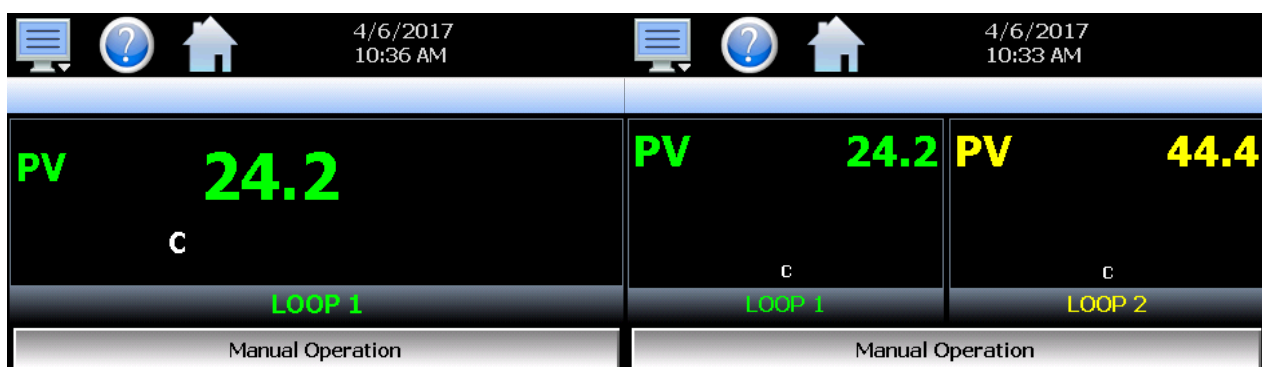 ?
4/6/2017
10:36 AM
PV 24.2
C
LOOP 1
Manual Operation
?
4/6/2017
10:33 AM
PV 24.2
C
LOOP 1
PV 44.4
C
LOOP 2
Manual Operation